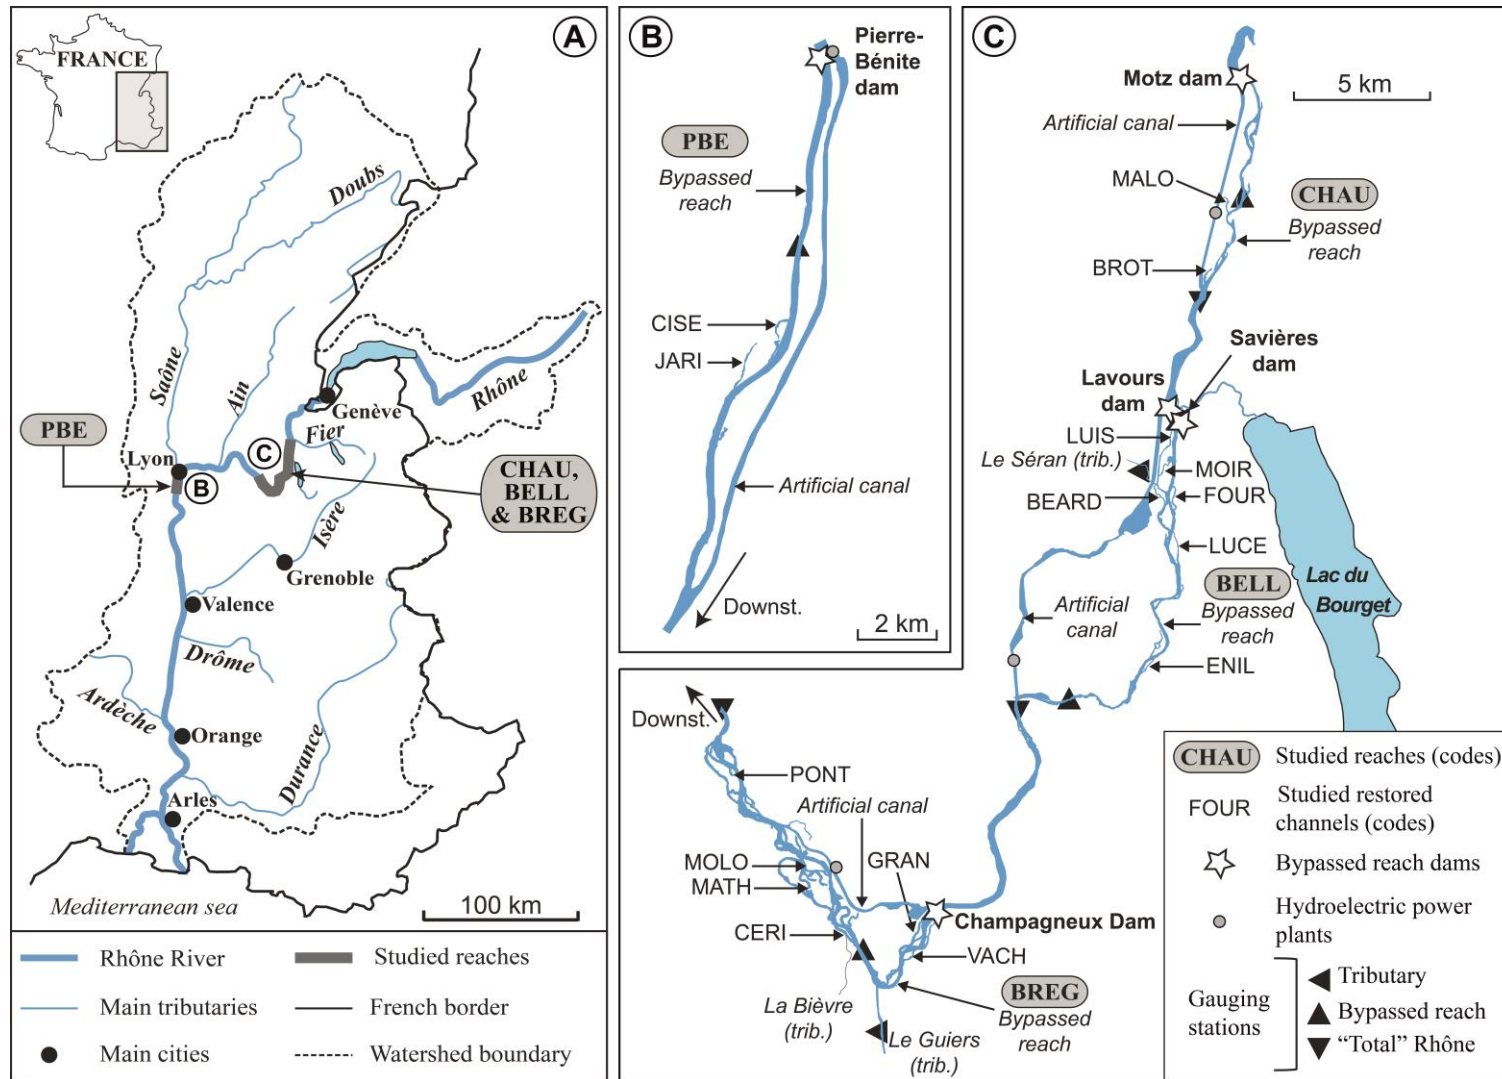 A
FRANCE
Doubs
Saône
Ain
Rhône
Genève
Fier
PBE
Lyon
C
B
CHAU,
BELL
& BREG
Isère
Grenoble
Valence
Drôme
Ardèche
Orange
Durance
Arles
Mediterranean sea
100 km
Rhône River
Studied reaches
Main tributaries
French border
Main cities
Watershed boundary
B
Pierre-
Bénite
dam
PBE
Bypassed
reach
CISE
JARI
Artificial canal
Downst.
2 km
C
Motz dam
5 km
Artificial canal
MALO
CHAU
Bypassed
reach
BROT
Savières
dam
Lavours
dam
LUIS
Le Séran (trib.)
MOIR
BEARD
FOUR
LUCE
BELL
Bypassed
reach
Lac du
Bourget
Artificial
canal
ENIL
Downst.
PONT
Artificial canal
MOLO
GRAN
MATH
Champagneux Dam
CERI
VACH
BREG
Bypassed
reach
La Bièvre
(trib.)
Le Guiers
(trib.)
CHAU
Studied reaches (codes)
FOUR
Studied restored
channels (codes)
Bypassed reach dams
Hydroelectric power
plants
Gauging
stations
Tributary
Bypassed reach
“Total” Rhône